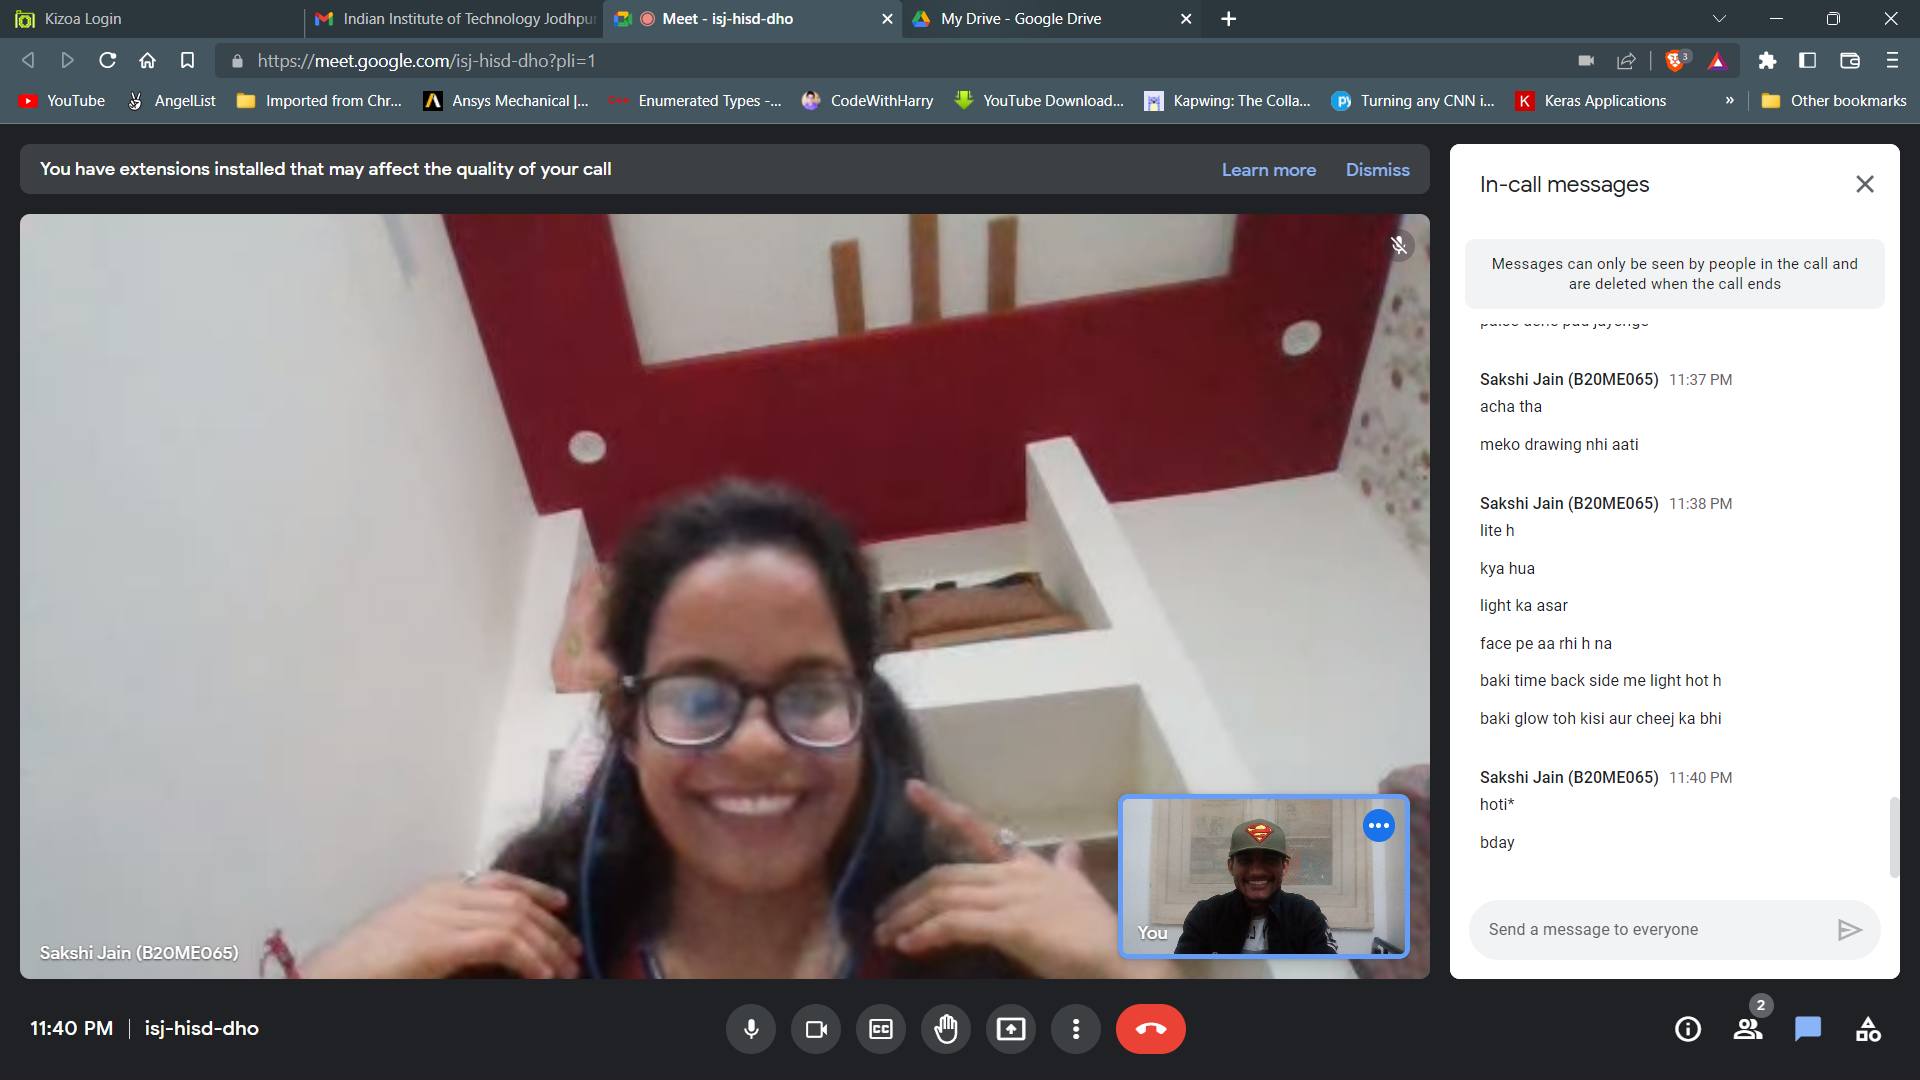 Kizoa Login
Indian Institute of Technology Jodhpur
Meet - isj-hisd-dho
My Drive - Google Drive
https://meet.google.com/isj-hisd-dho?pli=1
3
YouTube
AngelList
Imported from Chr...
Ansys Mechanical |...
Enumerated Types -...
CodeWithHarry
YouTube Download...
Kapwing: The Colla...
Turning any CNN i...
Keras Applications
»
Other bookmarks
You have extensions installed that may affect the quality of your call
Learn more
Dismiss
Sakshi Jain (B20ME065)
You
In-call messages
Messages can only be seen by people in the call and
are deleted when the call ends
Sakshi Jain (B20ME065) 11:37 PM
acha tha
meko drawing nhi aati
Sakshi Jain (B20ME065) 11:38 PM
lite h
kya hua
light ka asar
face pe aa rhi h na
baki time back side me light hot h
baki glow toh kisi aur cheej ka bhi
Sakshi Jain (B20ME065) 11:40 PM
hoti*
bday
Send a message to everyone
11:40 PM | isj-hisd-dho
CC
2